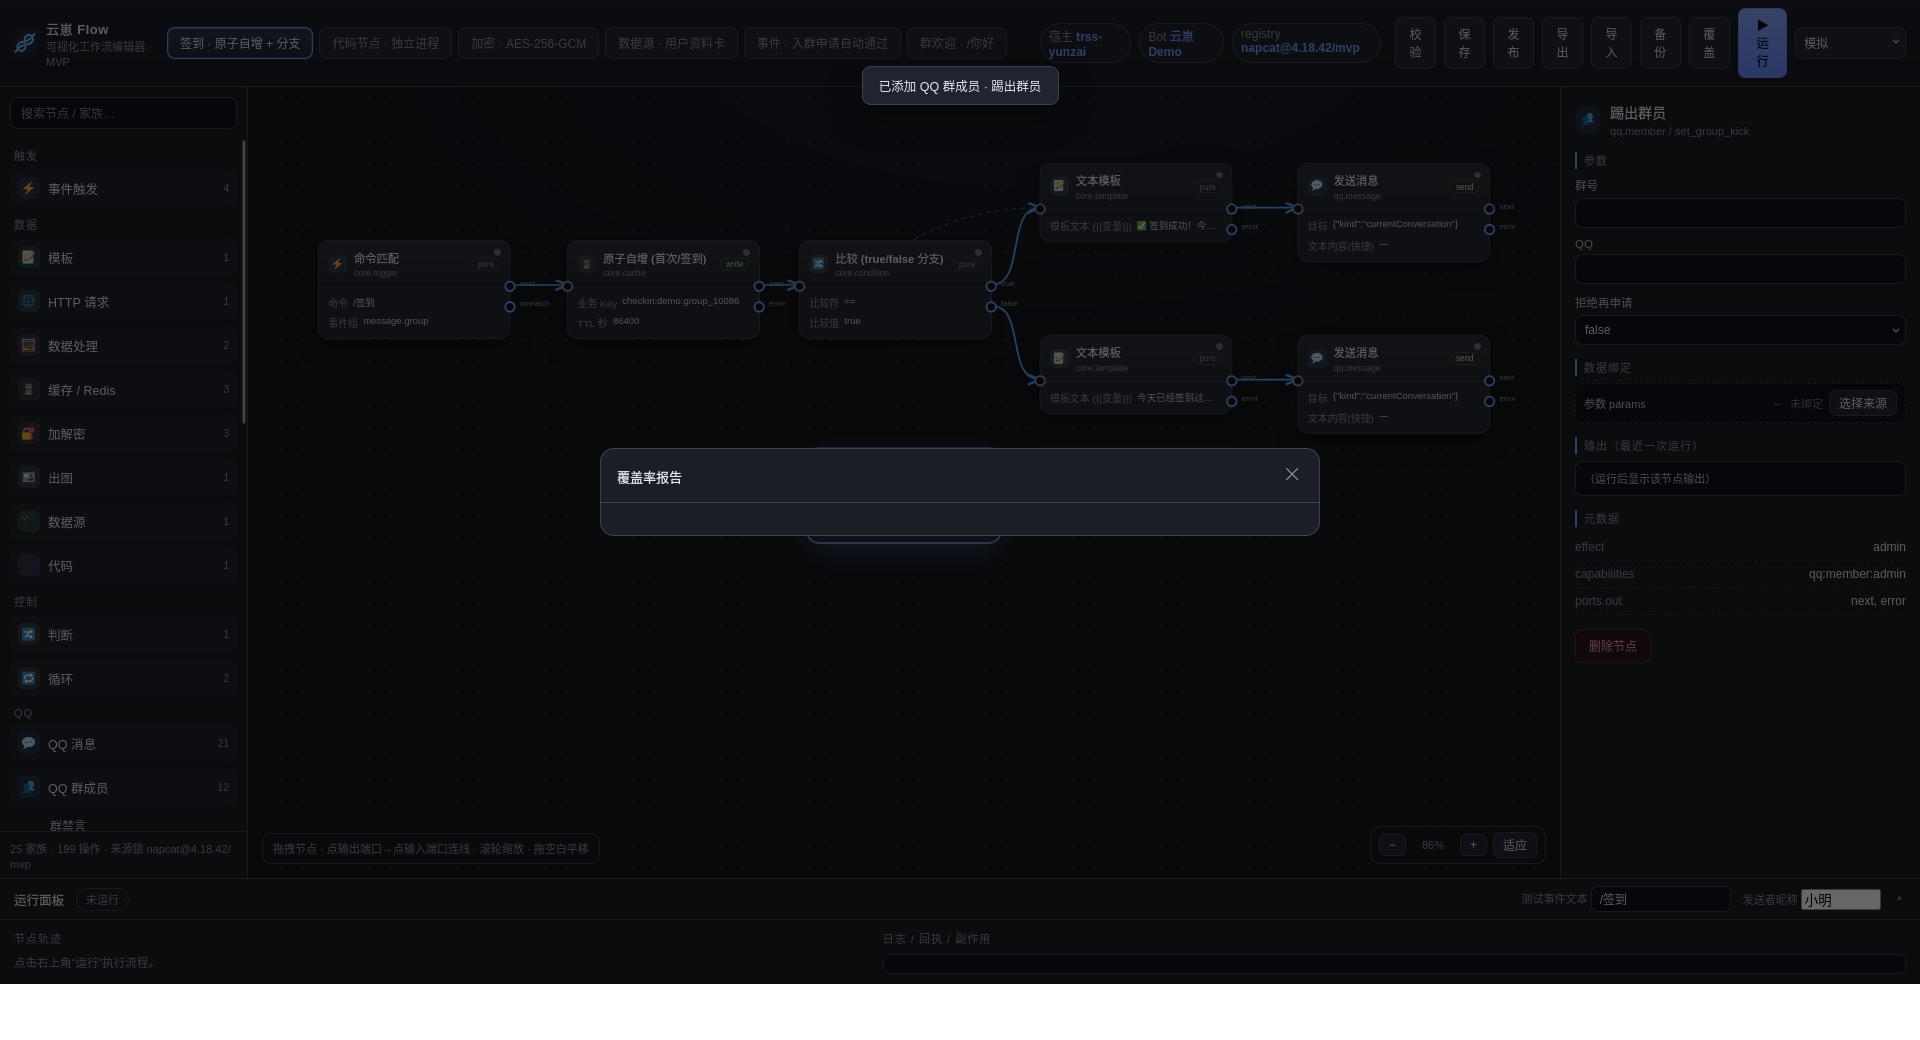 云崽 Flow
可视化工作流编辑器 ·
MVP
签到 · 原子自增 + 分支
代码节点 · 独立进程
加密 · AES-256-GCM
数据源 · 用户资料卡
事件 · 入群申请自动通过
群欢迎 · /你好
宿主 trss-
yunzai
Bot 云崽
Demo
registry
napcat@4.18.42/mvp
校
验
保
存
发
布
导
出
导
入
备
份
覆
盖
▶
运
行
模拟
已添加 QQ 群成员 · 踢出群员
搜索节点 / 家族…
触发
事件触发 4
数据
模板 1
HTTP 请求 1
数据处理 2
缓存 / Redis 3
加解密 3
出图 1
数据源 1
代码 1
控制
判断 1
循环 2
QQ
QQ 消息 21
QQ 群成员 12
群禁言
25 家族 · 199 操作 · 来源锁 napcat@4.18.42/
mvp
命令匹配
core.trigger
pure
next
nomatch
命令 /签到
事件组 message.group
原子自增 (首次/签到)
core.cache
write
next
error
业务 Key checkin:demo:group_10086
TTL 秒 86400
比较 (true/false 分支)
core.condition
pure
true
false
比较符 ==
比较值 true
文本模板
core.template
pure
next
error
模板文本 ({{变量}}) ✅ 签到成功！今…
发送消息
qq.message
send
next
error
目标 {"kind":"currentConversation"}
文本内容(快捷) —
文本模板
core.template
pure
next
error
模板文本 ({{变量}}) 今天已经签到过…
发送消息
qq.message
send
next
error
目标 {"kind":"currentConversation"}
文本内容(快捷) —
覆盖率报告
拖拽节点 · 点输出端口→点输入端口连线 · 滚轮缩放 · 拖空白平移
− 86% + 适应
踢出群员
qq.member / set_group_kick
参数
群号
QQ
拒绝再申请
false
数据绑定
参数 params ← 未绑定 选择来源
输出（最近一次运行）
（运行后显示该节点输出）
元数据
effect admin
capabilities qq:member:admin
ports.out next, error
删除节点
运行面板 未运行
测试事件文本 /签到 发送者昵称 小明
节点轨迹
点击右上角“运行”执行流程。
日志 / 回执 / 副作用